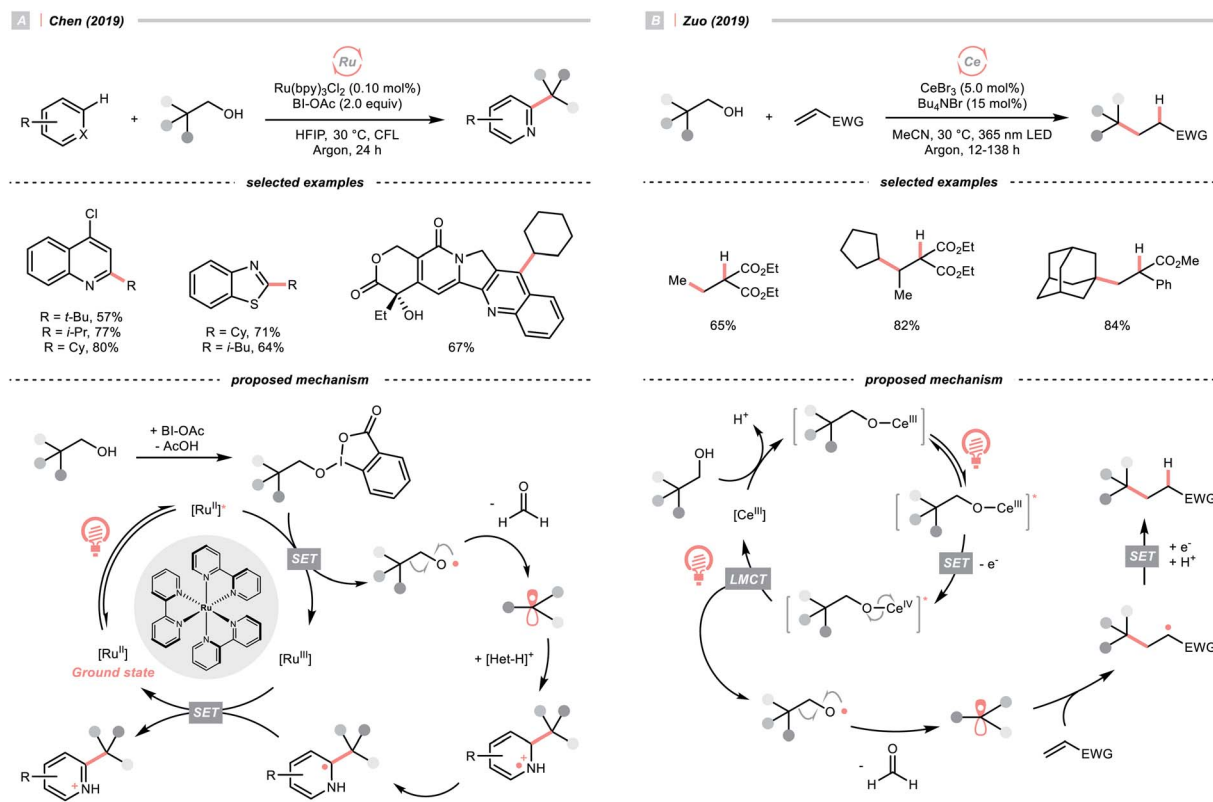 A | Chen (2019)
H
R
X
+
OH
Ru
Ru(bpy)3Cl2 (0.10 mol%)
BI-OAc (2.0 equiv)
HFIP, 30 °C, CFL
Argon, 24 h
R
N
selected examples
Cl
N
R
R = t-Bu, 57%
R = i-Pr, 77%
R = Cy, 80%
N
S
R
R = Cy, 71%
R = i-Bu, 64%
O
O
N
O
OH
Et
N
67%
proposed mechanism
OH
+ BI-OAc
- AcOH
O
O
I
O
[RuII]*
SET
O
-
O
H H
Ru
N N N N N N
[RuII]
Ground state
[RuIII]
+ [Het-H]+
SET
R
NH
+
R
NH
R
NH
+
B | Zuo (2019)
OH
+
EWG
Ce
CeBr3 (5.0 mol%)
Bu4NBr (15 mol%)
MeCN, 30 °C, 365 nm LED
Argon, 12-138 h
H
EWG
selected examples
H
Me
CO2Et
CO2Et
65%
H
CO2Et
CO2Et
Me
82%
H
CO2Me
Ph
84%
proposed mechanism
H+
O—CeIII
OH
[CeIII]
O—CeIII
*
H
EWG
LMCT
SET
- e-
SET
+ e-
+ H+
O—CeIV
*
EWG
O
-
O
H H
EWG